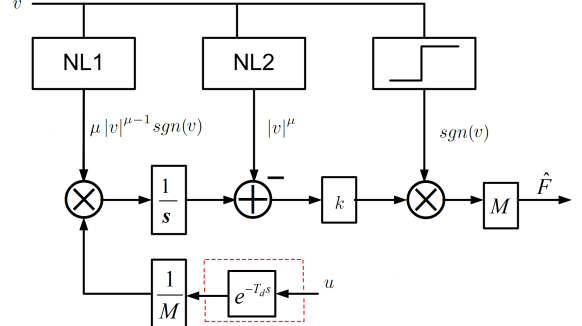 v
NL1
NL2
μ |v|^{μ−1} sgn(v)
|v|^μ
sgn(v)
1/s
−
k
M
F̂
1/M
e^{−T_d s}
u